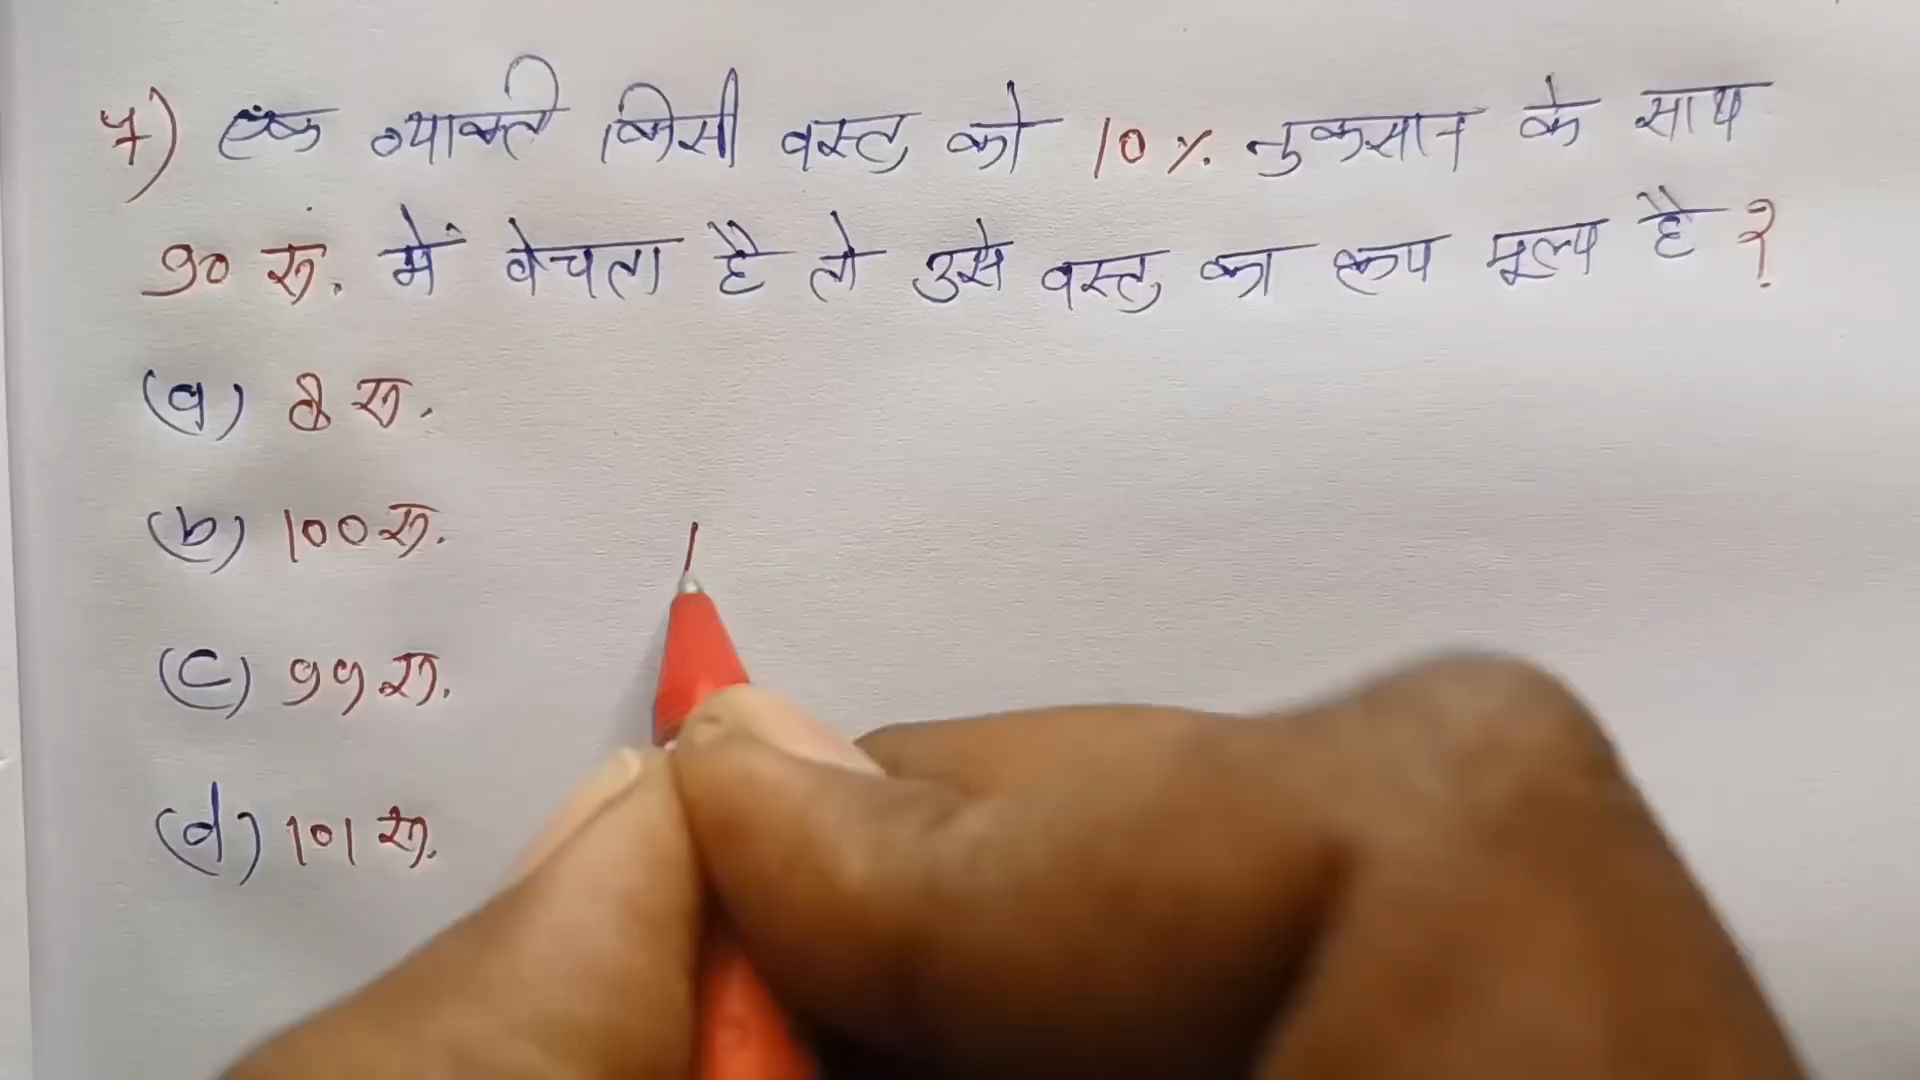 7) एक व्यक्ति किसी वस्तु को 10%. नुकसान के साथ
90 रु. में बेचता है तो उसे वस्तु का क्रय मूल्य है ?
(a) 8 रु.
(b) 100 रु.
(c) 99 रु.
(d) 101 रु.